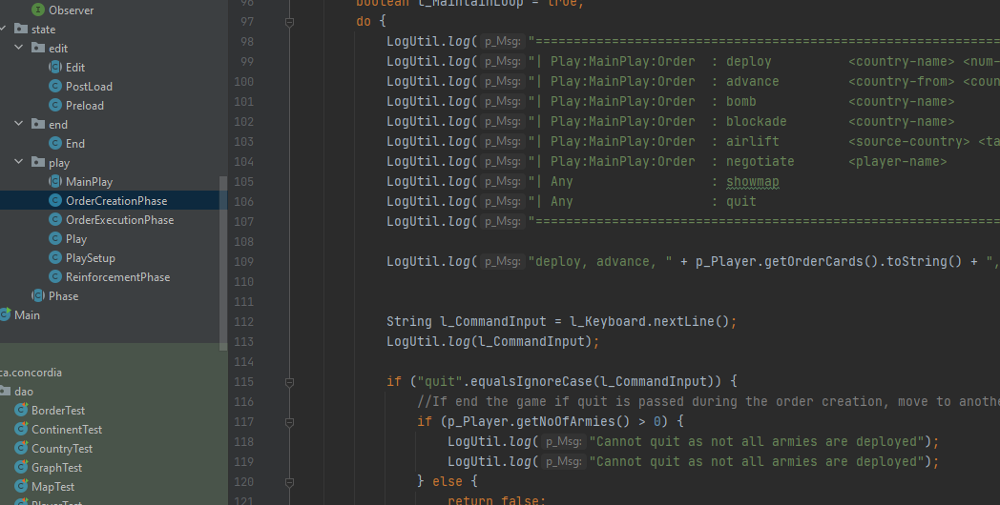 Observer
state
edit
Edit
PostLoad
Preload
end
End
play
MainPlay
OrderCreationPhase
OrderExecutionPhase
Play
PlaySetup
ReinforcementPhase
Phase
Main
ca.concordia
dao
BorderTest
ContinentTest
CountryTest
GraphTest
MapTest
PlayerTest
96 boolean l_MaintainLoop = true;
97 do {
98 LogUtil.log( p_Msg: "=============================================================
99 LogUtil.log( p_Msg: "| Play:MainPlay:Order : deploy <country-name> <num-
100 LogUtil.log( p_Msg: "| Play:MainPlay:Order : advance <country-from> <coun
101 LogUtil.log( p_Msg: "| Play:MainPlay:Order : bomb <country-name>
102 LogUtil.log( p_Msg: "| Play:MainPlay:Order : blockade <country-name>
103 LogUtil.log( p_Msg: "| Play:MainPlay:Order : airlift <source-country> <ta
104 LogUtil.log( p_Msg: "| Play:MainPlay:Order : negotiate <player-name>
105 LogUtil.log( p_Msg: "| Any : showmap
106 LogUtil.log( p_Msg: "| Any : quit
107 LogUtil.log( p_Msg: "=============================================================
108
109 LogUtil.log( p_Msg: "deploy, advance, " + p_Player.getOrderCards().toString() + ",
110
111
112 String l_CommandInput = l_Keyboard.nextLine();
113 LogUtil.log(l_CommandInput);
114
115 if ("quit".equalsIgnoreCase(l_CommandInput)) {
116 //If end the game if quit is passed during the order creation, move to anothe
117 if (p_Player.getNoOfArmies() > 0) {
118 LogUtil.log( p_Msg: "Cannot quit as not all armies are deployed");
119 LogUtil.log( p_Msg: "Cannot quit as not all armies are deployed");
120 } else {
121 return false;